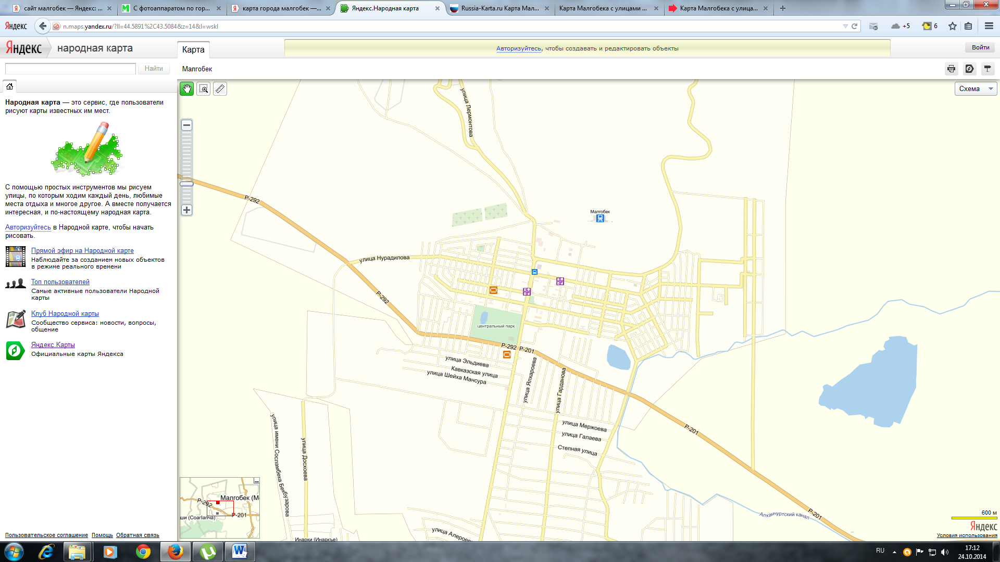 сайт малгобек — Яндекс: ...
С фотоаппаратом по гор...
карта города малгобек —...
Яндекс.Народная карта
Russia-Karta.ru Карта Мал...
Карта Малгобека с улицами ...
Карта Малгобека с улица...
Яндекс
n.maps.yandex.ru/?ll=44.5891%2C43.5084&z=14&l=wskl
+5
6
Яндекс
народная карта
Карта
Авторизуйтесь, чтобы создавать и редактировать объекты
Войти
Найти
Малгобек
Схема
Народная карта — это сервис, где пользователи
рисуют карты известных им мест.
С помощью простых инструментов мы рисуем
улицы, по которым ходим каждый день, любимые
места отдыха и многое другое. А вместе получается
интересная, и по-настоящему народная карта.
Авторизуйтесь в Народной карте, чтобы начать
рисовать.
Прямой эфир на Народной карте
Наблюдайте за созданием новых объектов
в режиме реального времени
Топ пользователей
Самые активные пользователи Народной
карты
Клуб Народной карты
Сообщество сервиса: новости, вопросы,
общение
Яндекс.Карты
Официальные карты Яндекса
Пользовательское соглашение Помощь Обратная связь
улица Лермонтова
Р-292
Малгобек
улица Нурадилова
Р-292
центральный парк
Р-292
Р-201
улица Эльдиева
Кавказская улица
улица Шейха Мансура
улица Ялхароева
улица Гарданова
улица Мержоева
улица Галаева
Степная улица
Р-201
улица имени Сосламбека Бекбузарова
улица Досхоева
Р-201
Алханчуртский канал
улица Алероев
Инарки (Инаркъе)
Малгобек (М
Р-292
Р-201
ши (Coarlanча)
600 м
Яндекс
Условия использования
RU
17:12
24.10.2014